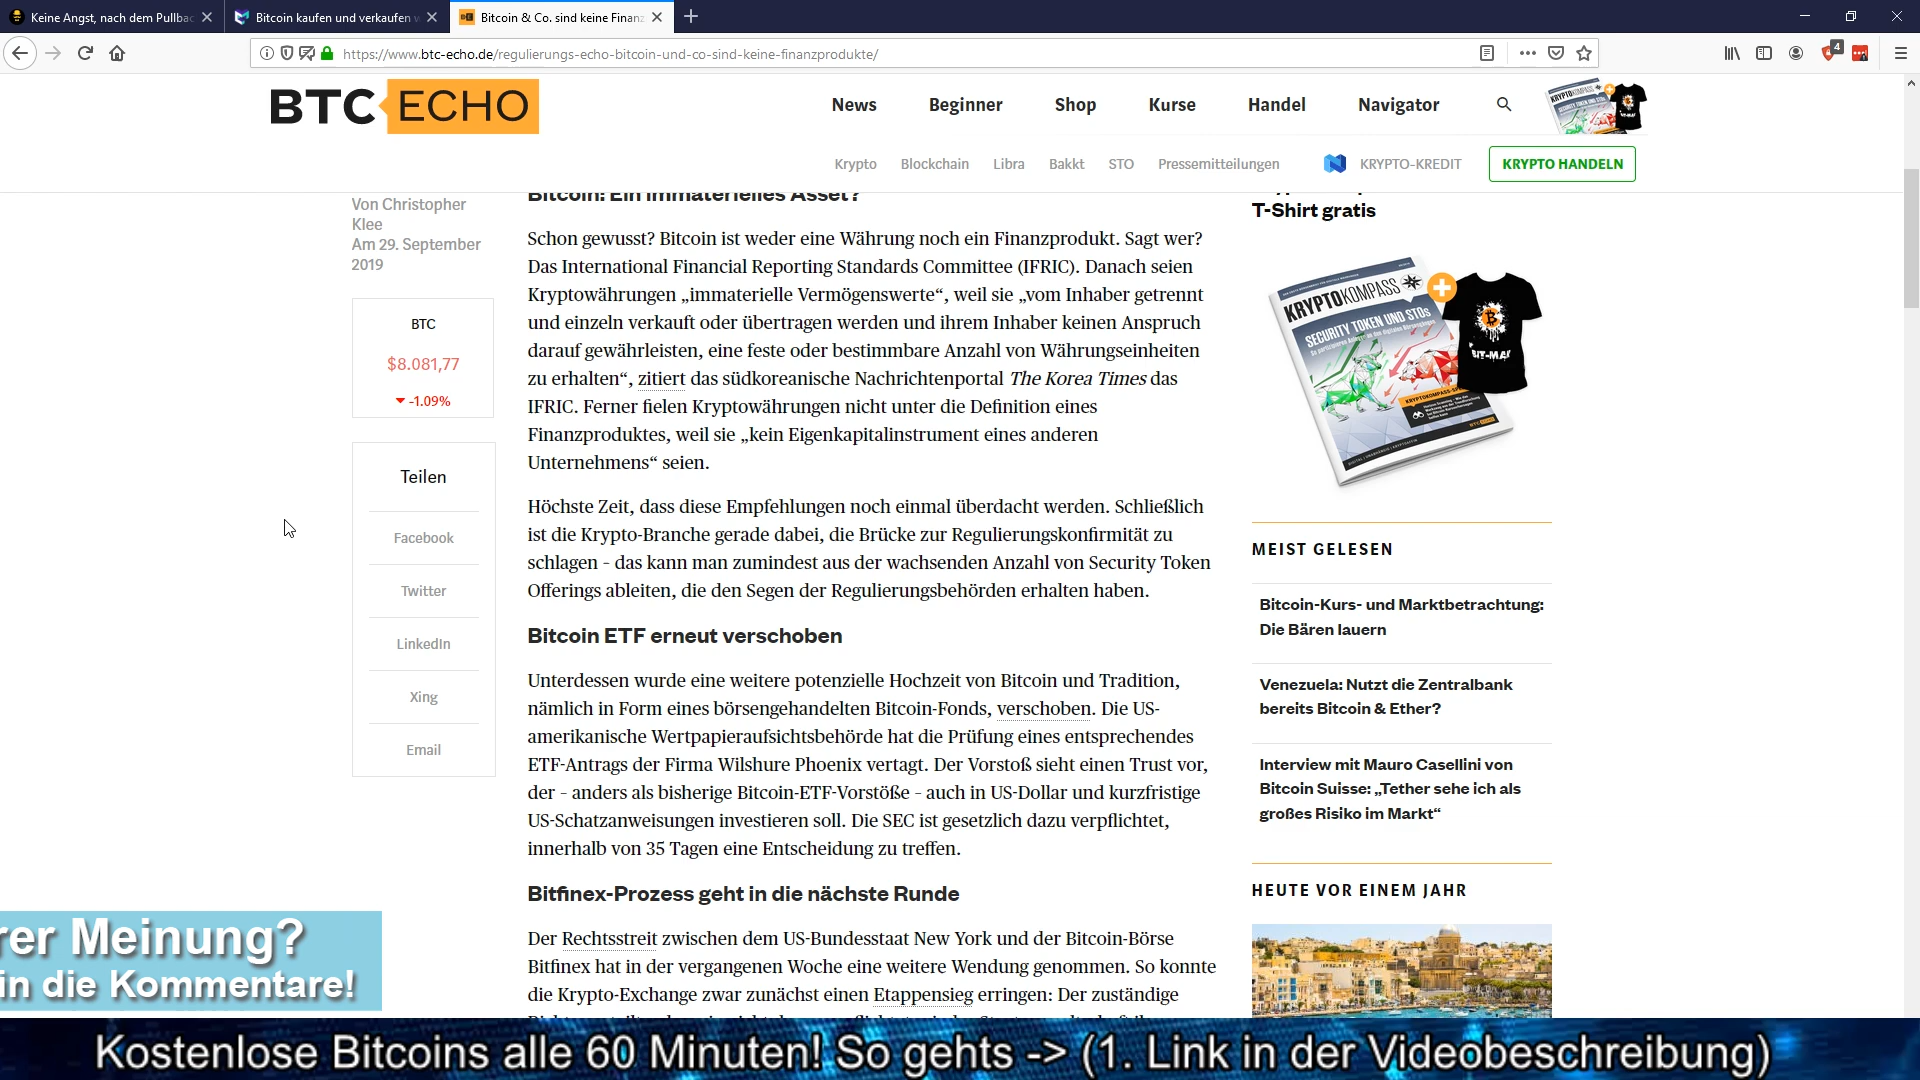 Keine Angst, nach dem Pullbac
Bitcoin kaufen und verkaufen
Bitcoin & Co. sind keine Finanz
https://www.btc-echo.de/regulierungs-echo-bitcoin-und-co-sind-keine-finanzprodukte/
4
BTC ECHO
News Beginner Shop Kurse Handel Navigator
Krypto Blockchain Libra Bakkt STO Pressemitteilungen KRYPTO-KREDIT KRYPTO HANDELN
Von Christopher
Klee
Am 29. September
2019
BTC
$8.081,77
-1.09%
Teilen
Facebook
Twitter
LinkedIn
Xing
Email
Bitcoin: Ein immaterielles Asset?
Schon gewusst? Bitcoin ist weder eine Währung noch ein Finanzprodukt. Sagt wer?
Das International Financial Reporting Standards Committee (IFRIC). Danach seien
Kryptowährungen „immaterielle Vermögenswerte“, weil sie „vom Inhaber getrennt
und einzeln verkauft oder übertragen werden und ihrem Inhaber keinen Anspruch
darauf gewährleisten, eine feste oder bestimmbare Anzahl von Währungseinheiten
zu erhalten“, zitiert das südkoreanische Nachrichtenportal The Korea Times das
IFRIC. Ferner fielen Kryptowährungen nicht unter die Definition eines
Finanzproduktes, weil sie „kein Eigenkapitalinstrument eines anderen
Unternehmens“ seien.
Höchste Zeit, dass diese Empfehlungen noch einmal überdacht werden. Schließlich
ist die Krypto-Branche gerade dabei, die Brücke zur Regulierungskonfirmität zu
schlagen – das kann man zumindest aus der wachsenden Anzahl von Security Token
Offerings ableiten, die den Segen der Regulierungsbehörden erhalten haben.
Bitcoin ETF erneut verschoben
Unterdessen wurde eine weitere potenzielle Hochzeit von Bitcoin und Tradition,
nämlich in Form eines börsengehandelten Bitcoin-Fonds, verschoben. Die US-
amerikanische Wertpapieraufsichtsbehörde hat die Prüfung eines entsprechendes
ETF-Antrags der Firma Wilshure Phoenix vertagt. Der Vorstoß sieht einen Trust vor,
der – anders als bisherige Bitcoin-ETF-Vorstöße – auch in US-Dollar und kurzfristige
US-Schatzanweisungen investieren soll. Die SEC ist gesetzlich dazu verpflichtet,
innerhalb von 35 Tagen eine Entscheidung zu treffen.
Bitfinex-Prozess geht in die nächste Runde
Der Rechtsstreit zwischen dem US-Bundesstaat New York und der Bitcoin-Börse
Bitfinex hat in der vergangenen Woche eine weitere Wendung genommen. So konnte
die Krypto-Exchange zwar zunächst einen Etappensieg erringen: Der zuständige
T-Shirt gratis
KRYPTOKOMPASS
SECURITY TOKEN UND STOs
BIT-MAN
MEIST GELESEN
Bitcoin-Kurs- und Marktbetrachtung:
Die Bären lauern
Venezuela: Nutzt die Zentralbank
bereits Bitcoin & Ether?
Interview mit Mauro Casellini von
Bitcoin Suisse: „Tether sehe ich als
großes Risiko im Markt“
HEUTE VOR EINEM JAHR
rer Meinung?
in die Kommentare!
Kostenlose Bitcoins alle 60 Minuten! So gehts -> (1. Link in der Videobeschreibung)